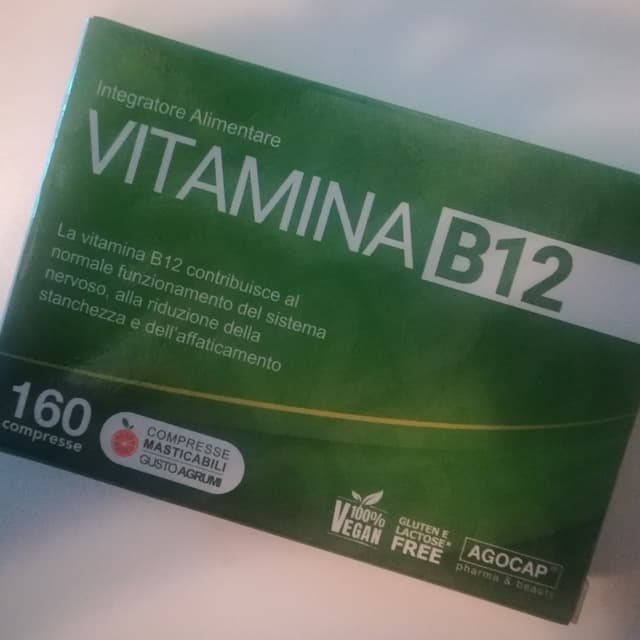 Integratore Alimentare
VITAMINA B12
La vitamina B12 contribuisce al
normale funzionamento del sistema
nervoso, alla riduzione della
stanchezza e dell'affaticamento
160
compresse
COMPRESSE
MASTICABILI
GUSTO AGRUMI
100%
VEGAN
GLUTEN E
LACTOSE*
FREE
AGOCAP®
pharma & beauty